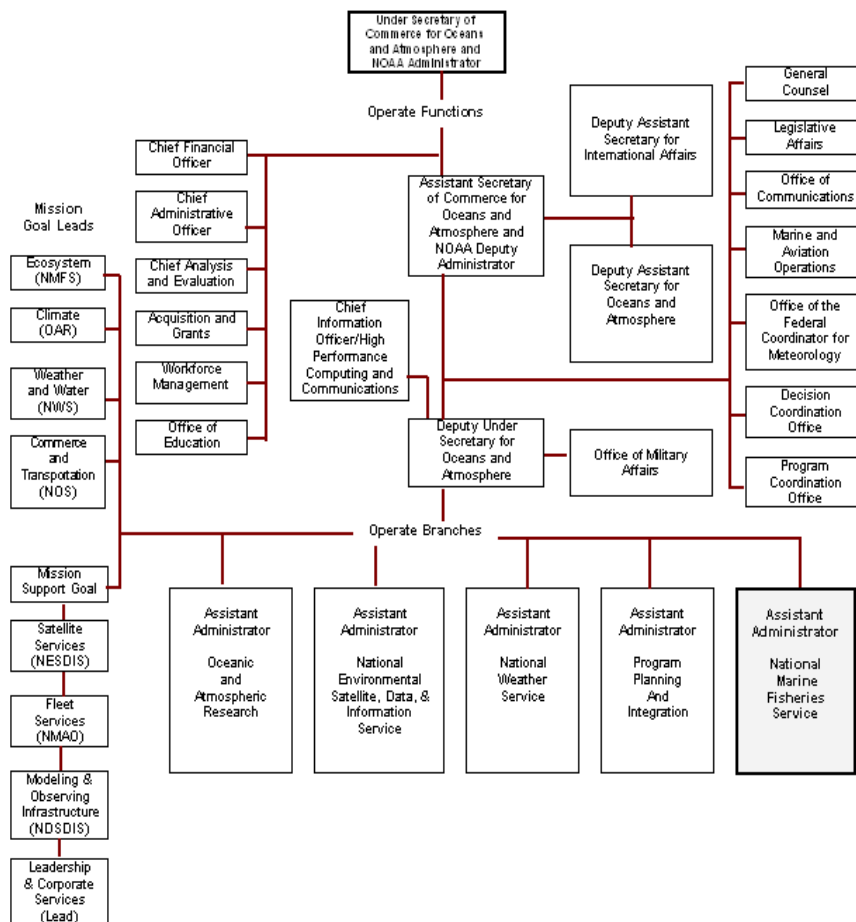 Under Secretary of
Commerce for Oceans
and Atmosphere and
NOAA Administrator
Operate Functions
General
Counsel
Legislative
Affairs
Office of
Communications
Marine and
Aviation
Operations
Office of the
Federal
Coordinator for
Meteorology
Decision
Coordination
Office
Program
Coordination
Office
Deputy Assistant
Secretary for
International Affairs
Deputy Assistant
Secretary for
Oceans and
Atmosphere
Chief Financial
Officer
Chief
Administrative
Officer
Chief Analysis
and Evaluation
Acquisition and
Grants
Workforce
Management
Office of
Education
Assistant Secretary
of Commerce for
Oceans and
Atmosphere and
NOAA Deputy
Administrator
Chief
Information
Officer/High
Performance
Computing and
Communications
Deputy Under
Secretary for
Oceans and
Atmosphere
Office of Military
Affairs
Mission
Goal Leads
Ecosystem
(NMFS)
Climate
(OAR)
Weather
and Water
(NWS)
Commerce
and
Transportation
(NOS)
Operate Branches
Mission
Support Goal
Satellite
Services
(NESDIS)
Fleet
Services
(NMAO)
Modeling &
Observing
Infrastructure
(NDSDIS)
Leadership
& Corporate
Services
(Lead)
Assistant
Administrator
Oceanic
and
Atmospheric
Research
Assistant
Administrator
National
Environmental
Satellite, Data, &
Information
Service
Assistant
Administrator
National
Weather
Service
Assistant
Administrator
Program
Planning
And
Integration
Assistant
Administrator
National
Marine
Fisheries
Service